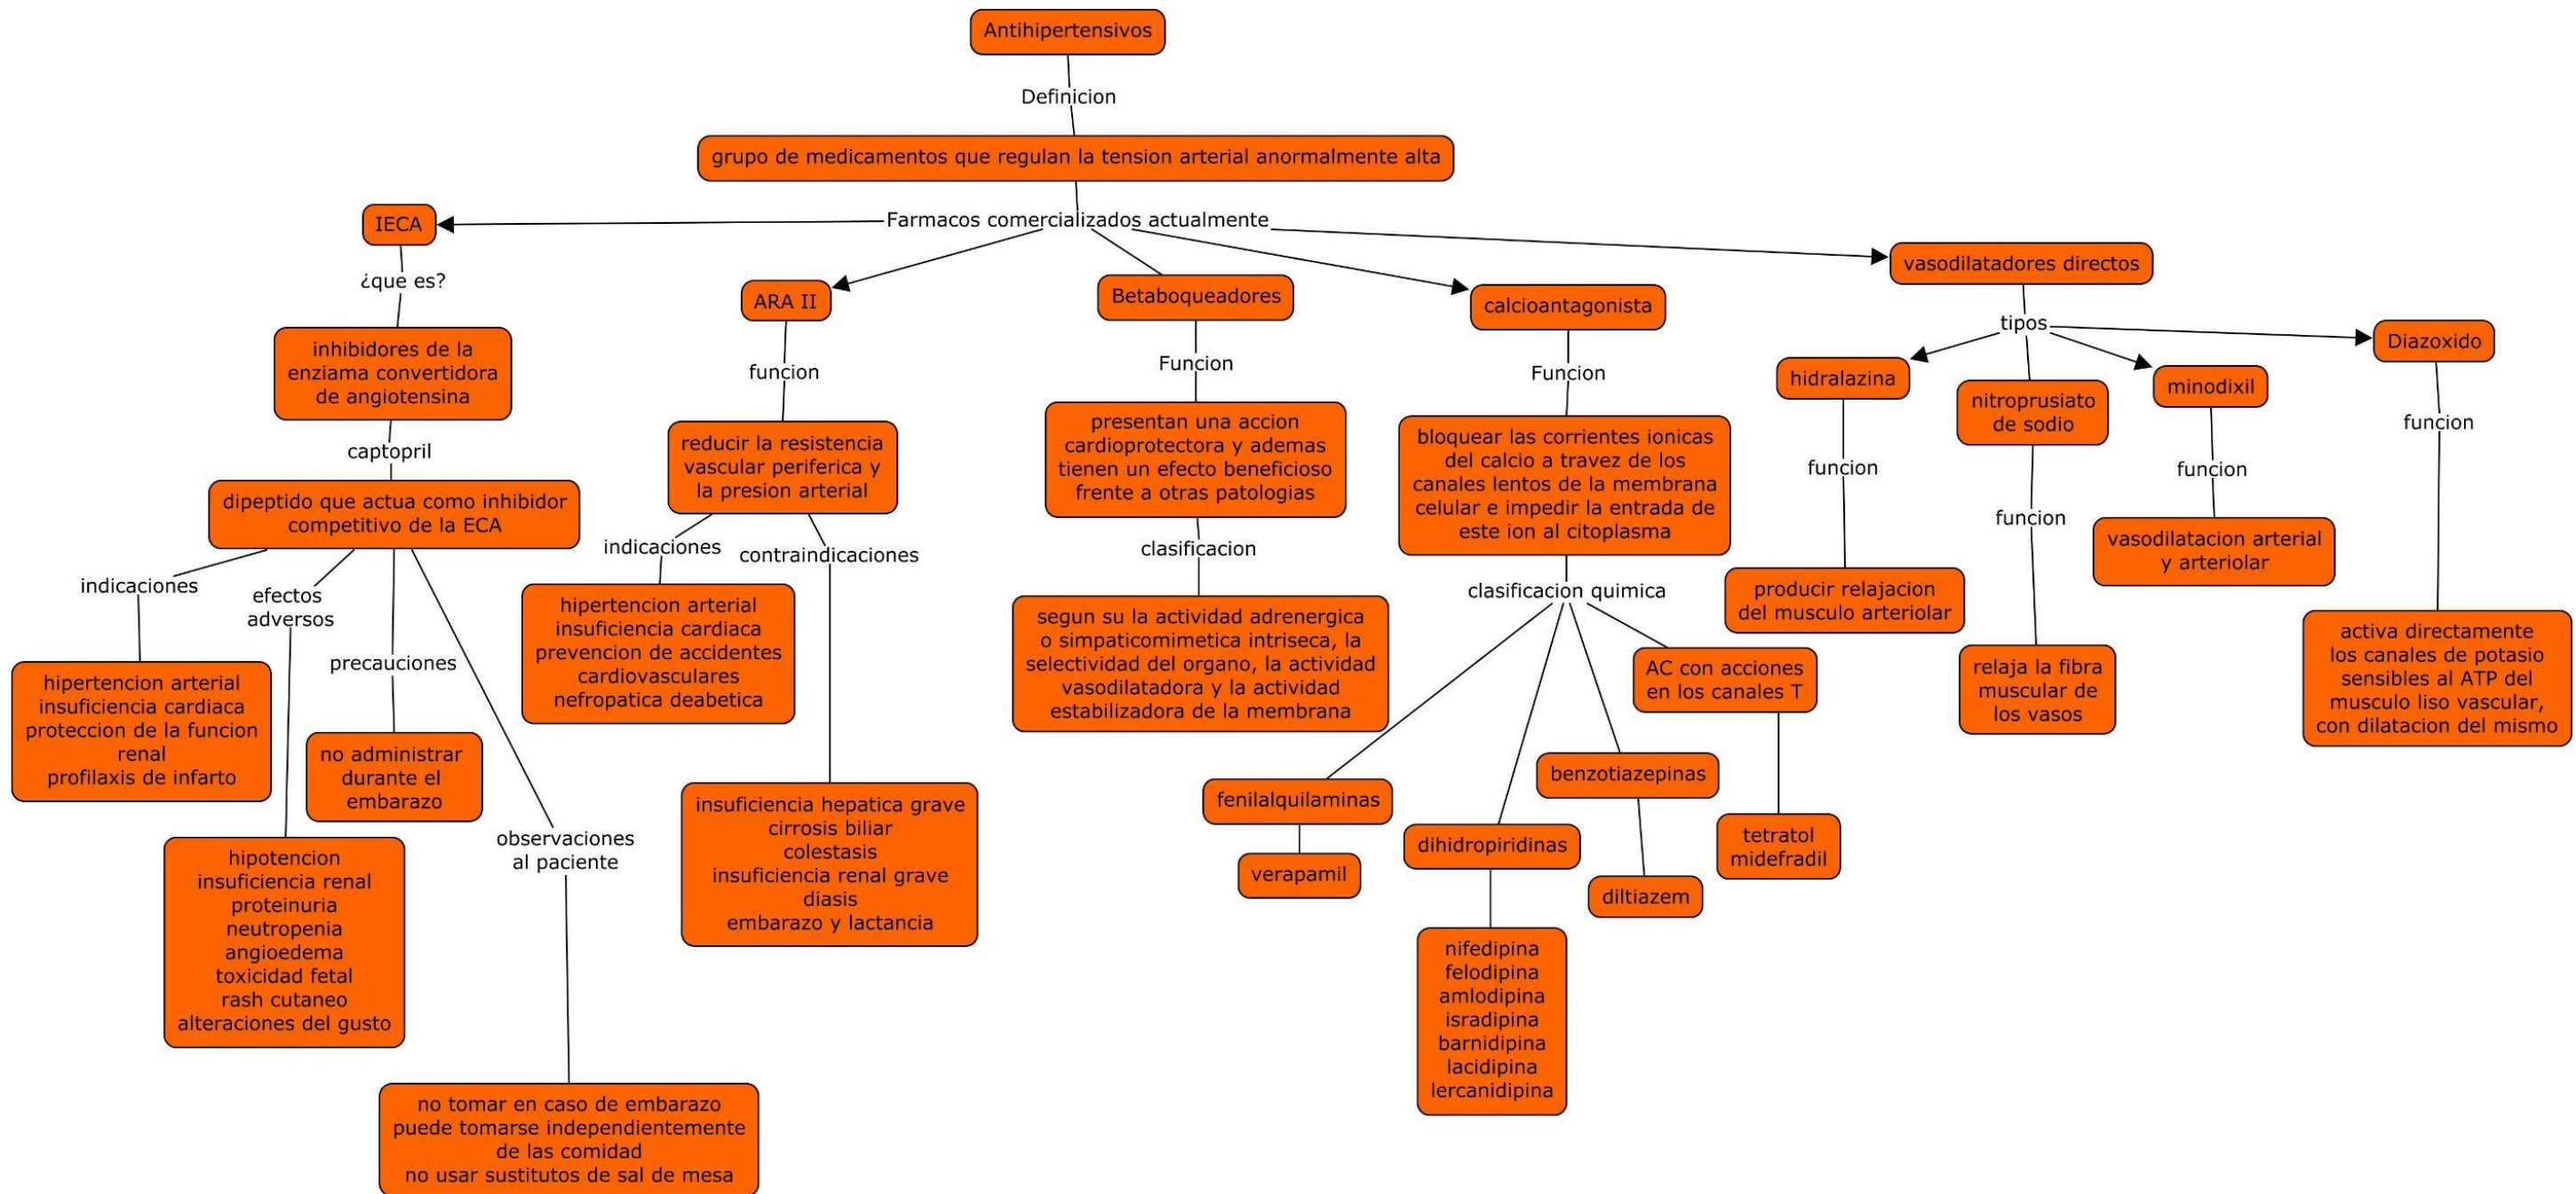 Antihipertensivos
Definicion
grupo de medicamentos que regulan la tension arterial anormalmente alta
Farmacos comercializados actualmente
IECA
¿que es?
inhibidores de la
enziama convertidora
de angiotensina
captopril
dipeptido que actua como inhibidor
competitivo de la ECA
indicaciones
hipertencion arterial
insuficiencia cardiaca
proteccion de la funcion
renal
profilaxis de infarto
efectos
adversos
hipotencion
insuficiencia renal
proteinuria
neutropenia
angioedema
toxicidad fetal
rash cutaneo
alteraciones del gusto
precauciones
no administrar
durante el
embarazo
observaciones
al paciente
no tomar en caso de embarazo
puede tomarse independientemente
de las comidad
no usar sustitutos de sal de mesa
ARA II
funcion
reducir la resistencia
vascular periferica y
la presion arterial
indicaciones
hipertencion arterial
insuficiencia cardiaca
prevencion de accidentes
cardiovasculares
nefropatica deabetica
contraindicaciones
insuficiencia hepatica grave
cirrosis biliar
colestasis
insuficiencia renal grave
diasis
embarazo y lactancia
Betaboqueadores
Funcion
presentan una accion
cardioprotectora y ademas
tienen un efecto beneficioso
frente a otras patologias
clasificacion
segun su la actividad adrenergica
o simpaticomimetica intriseca, la
selectividad del organo, la actividad
vasodilatadora y la actividad
estabilizadora de la membrana
calcioantagonista
Funcion
bloquear las corrientes ionicas
del calcio a travez de los
canales lentos de la membrana
celular e impedir la entrada de
este ion al citoplasma
clasificacion quimica
fenilalquilaminas
verapamil
dihidropiridinas
nifedipina
felodipina
amlodipina
isradipina
barnidipina
lacidipina
lercanidipina
benzotiazepinas
diltiazem
AC con acciones
en los canales T
tetratol
midefradil
vasodilatadores directos
tipos
hidralazina
funcion
producir relajacion
del musculo arteriolar
nitroprusiato
de sodio
funcion
relaja la fibra
muscular de
los vasos
minodixil
funcion
vasodilatacion arterial
y arteriolar
Diazoxido
funcion
activa directamente
los canales de potasio
sensibles al ATP del
musculo liso vascular,
con dilatacion del mismo